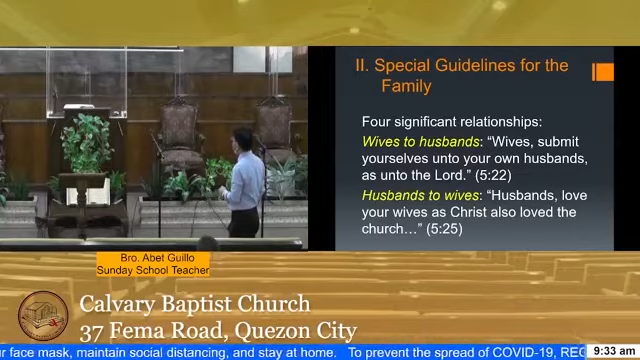 II. Special Guidelines for the
Family
Four significant relationships:
Wives to husbands: “Wives, submit
yourselves unto your own husbands,
as unto the Lord.” (5:22)
Husbands to wives: “Husbands, love
your wives as Christ also loved the
church…” (5:25)
Bro. Abet Guillo
Sunday School Teacher
Calvary Baptist Church
37 Fema Road, Quezon City
ur face mask, maintain social distancing, and stay at home. To prevent the spread of COVID-19, REC
9:33 am